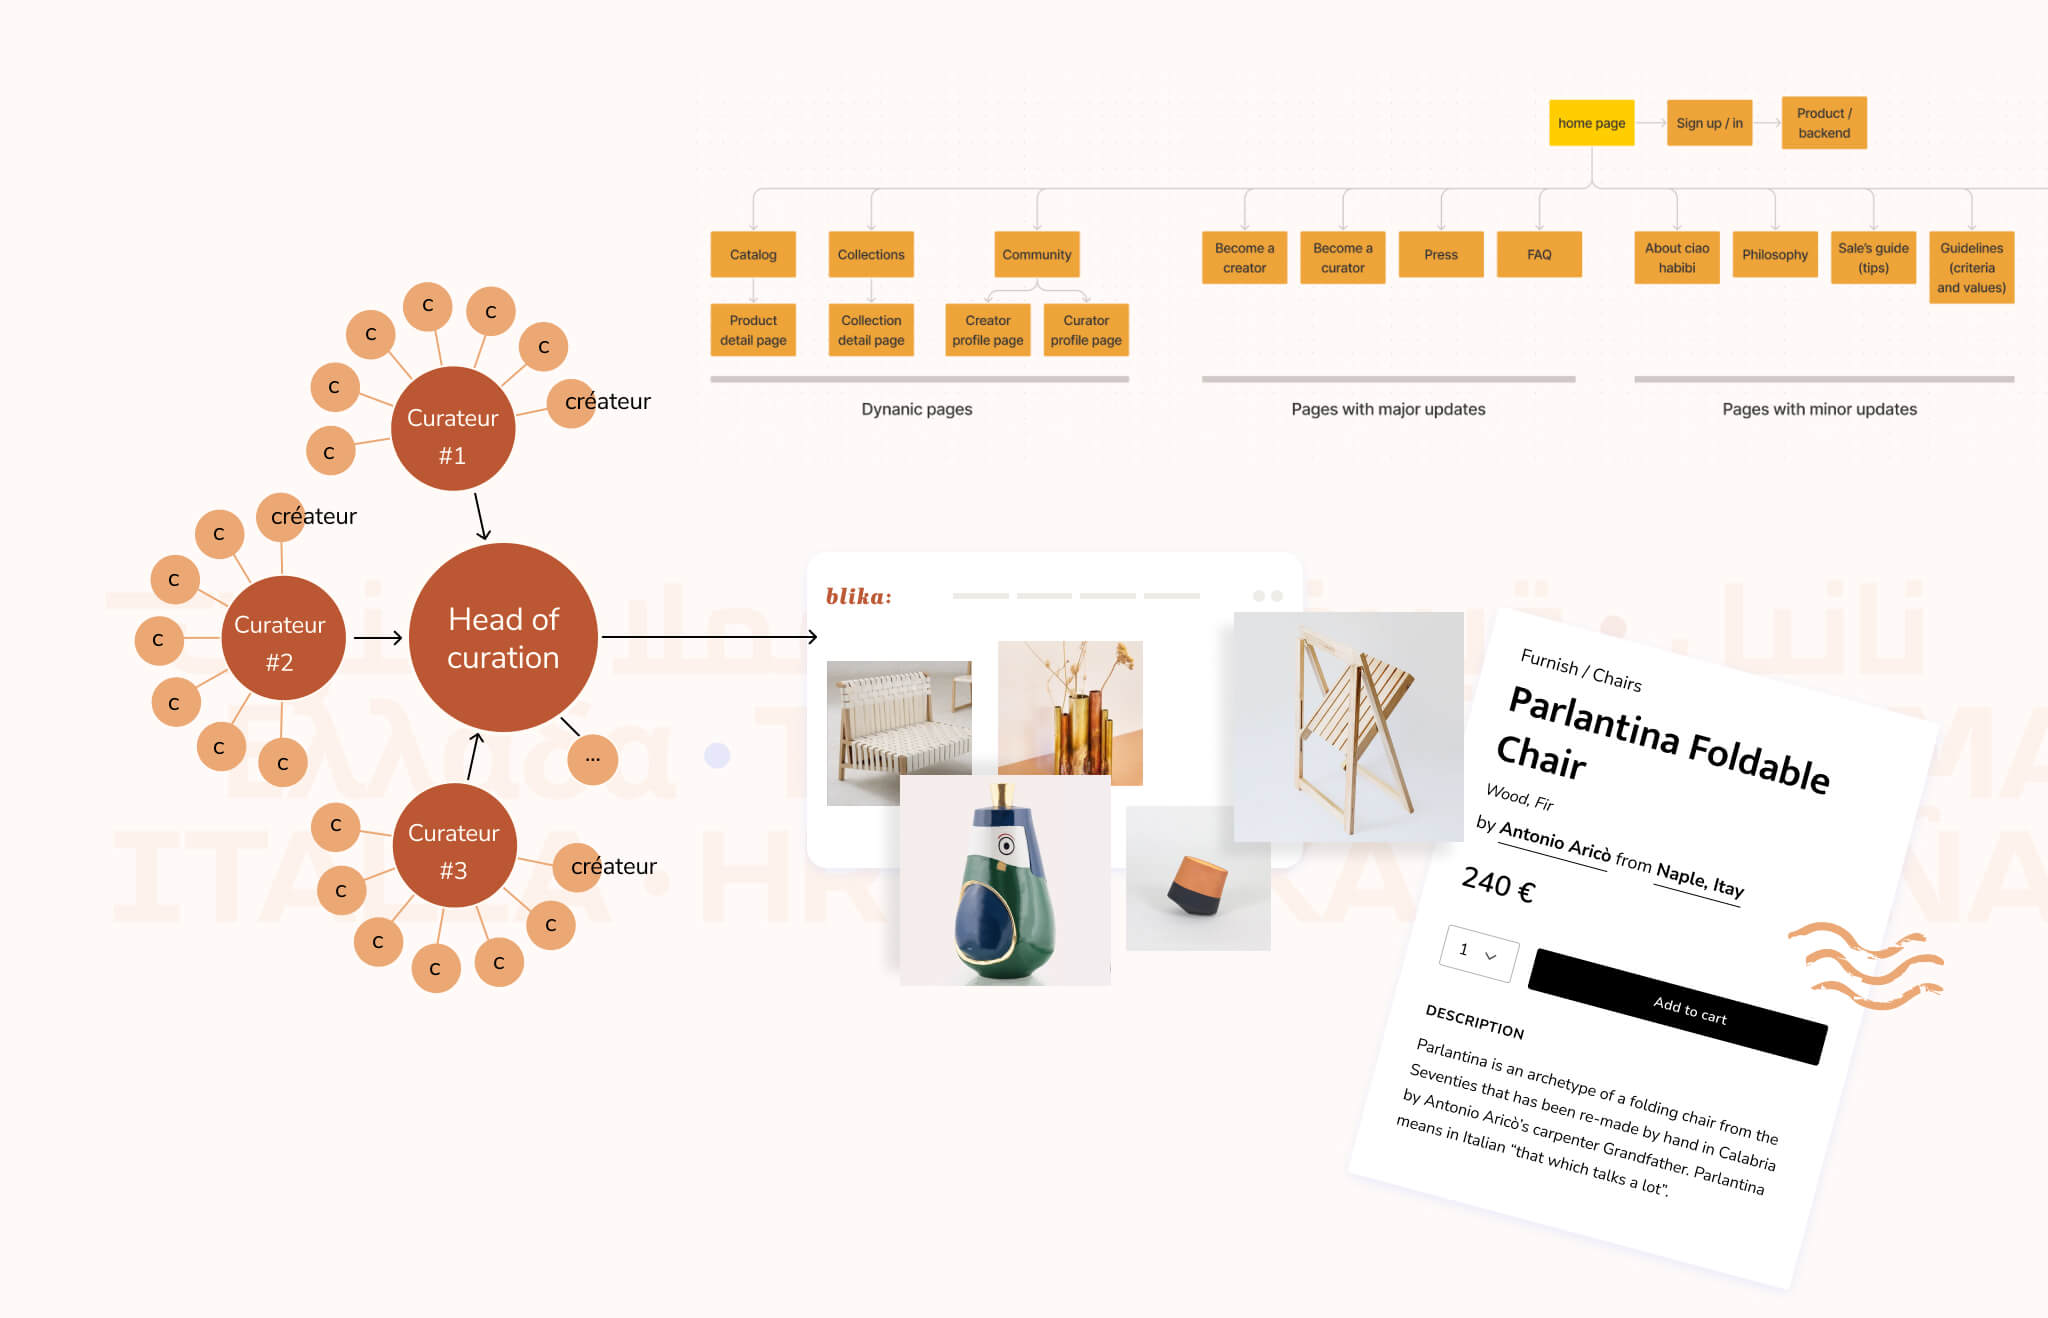 home page
Sign up / in
Product /
backend
Catalog
Collections
Community
Become a
creator
Become a
curator
Press
FAQ
About ciao
habibi
Philosophy
Sale's guide
(tips)
Guidelines
(criteria
and values)
Product
detail page
Collection
detail page
Creator
profile page
Curator
profile page
Dynanic pages
Pages with major updates
Pages with minor updates
c
c
c
c
c
c
créateur
Curateur
#1
créateur
c
c
c
c
c
c
Curateur
#2
Head of
curation
...
Curateur
#3
c
c
c
c
c
c
créateur
blika:
Furnish / Chairs
Parlantina Foldable
Chair
Wood, Fir
by Antonio Aricò from Naple, Itay
240 €
1
Add to cart
DESCRIPTION
Parlantina is an archetype of a folding chair from the
Seventies that has been re-made by hand in Calabria
by Antonio Aricò's carpenter Grandfather. Parlantina
means in Italian “that which talks a lot”.
Ελλάδα